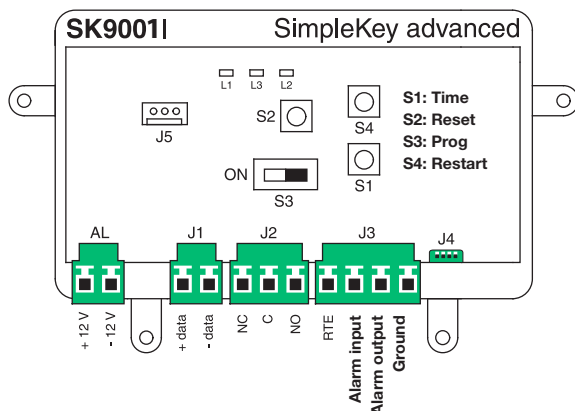 SK9001I SimpleKey advanced
L1 L3 L2
J5
S2
S4
S1: Time
S2: Reset
S3: Prog
S4: Restart
ON
S3
S1
AL J1 J2 J3 J4
+ 12 V
- 12 V
+ data
- data
NC
C
NO
RTE
Alarm input
Alarm output
Ground